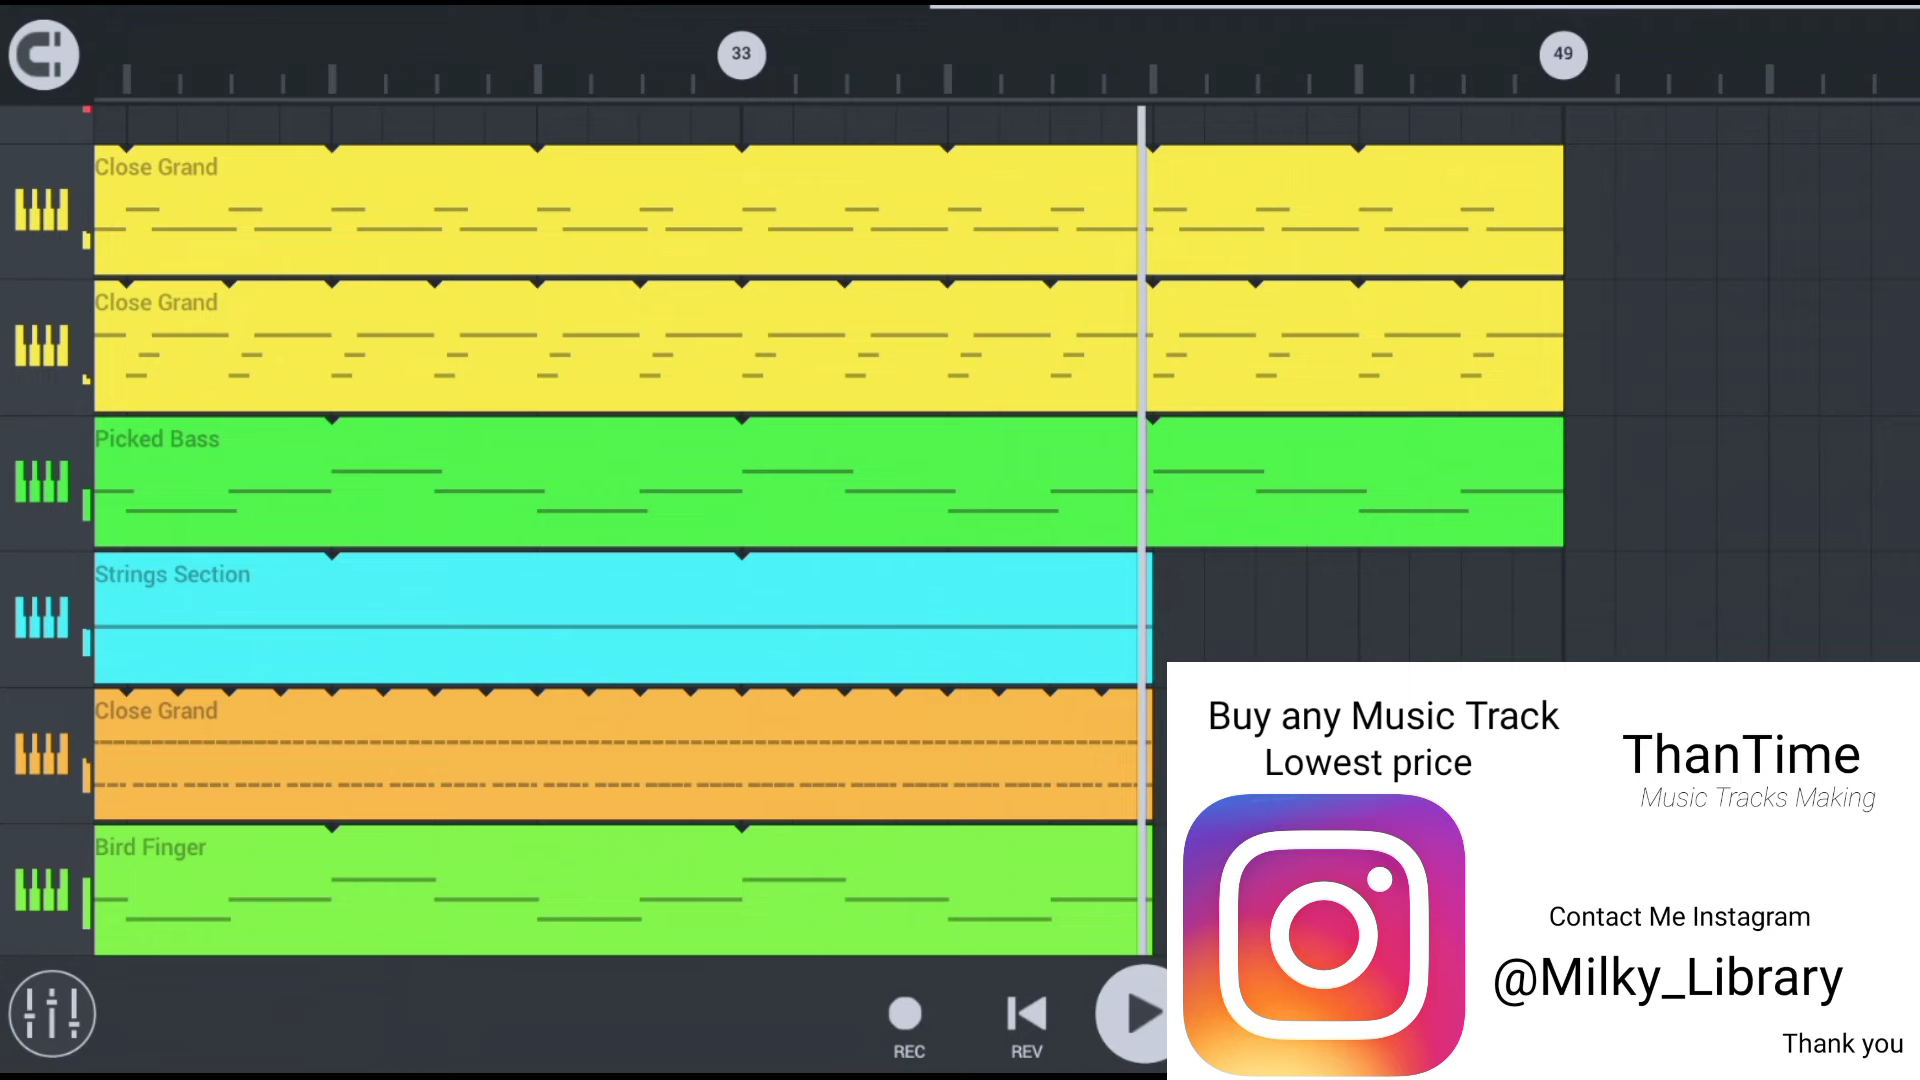 33
49
Close Grand
Close Grand
Picked Bass
Strings Section
Close Grand
Bird Finger
REC
REV
Buy any Music Track
Lowest price
ThanTime
Music Tracks Making
Contact Me Instagram
@Milky_Library
Thank you